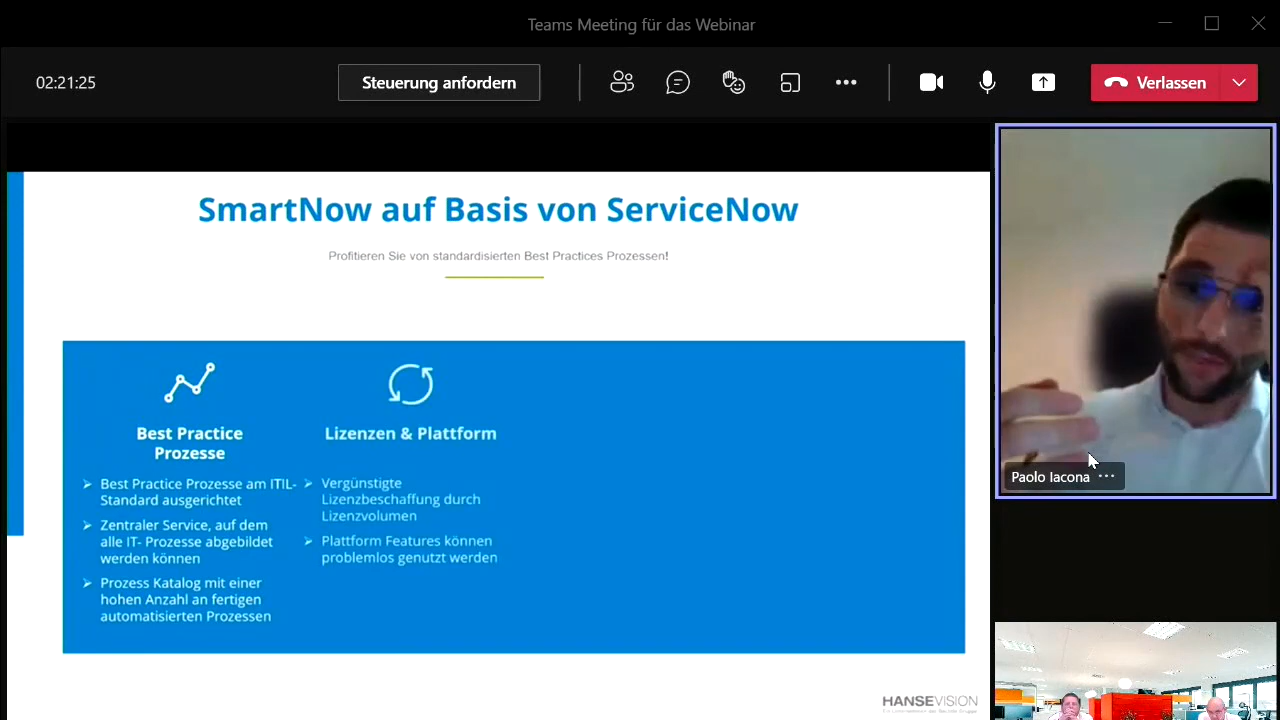 Teams Meeting für das Webinar
02:21:25
Steuerung anfordern
Verlassen
SmartNow auf Basis von ServiceNow
Profitieren Sie von standardisierten Best Practices Prozessen!
Best Practice
Prozesse
Best Practice Prozesse am ITIL-
Standard ausgerichtet
Zentraler Service, auf dem
alle IT- Prozesse abgebildet
werden können
Prozess Katalog mit einer
hohen Anzahl an fertigen
automatisierten Prozessen
Lizenzen & Plattform
Vergünstigte
Lizenzbeschaffung durch
Lizenzvolumen
Plattform Features können
problemlos genutzt werden
Paolo Iacona
HANSEVISION